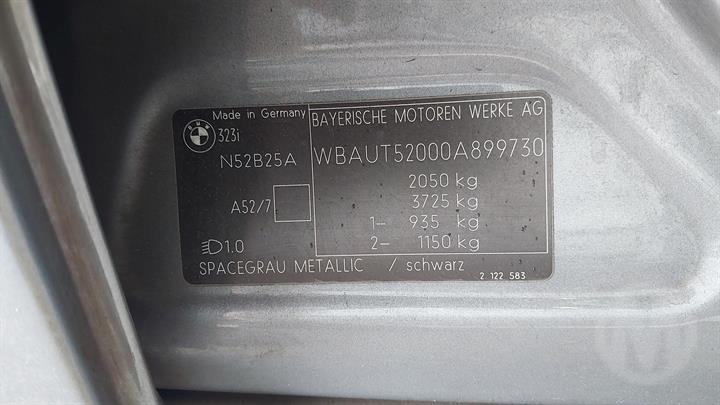 BMW
Made in Germany
323i
N52B25A
A52/7
1.0
BAYERISCHE MOTOREN WERKE AG
WBAUT52000A899730
2050 kg
3725 kg
1- 935 kg
2- 1150 kg
SPACEGRAU METALLIC / schwarz
2 122 583